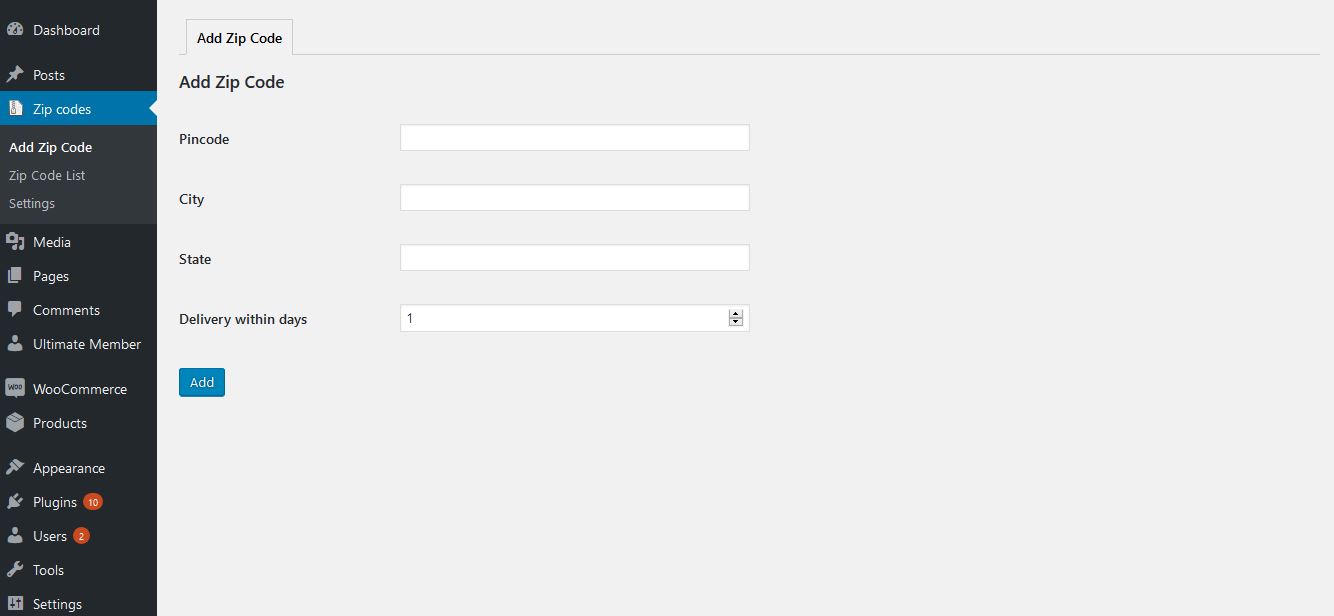 Dashboard
Posts
Zip codes
Add Zip Code
Zip Code List
Settings
Media
Pages
Comments
Ultimate Member
WOO WooCommerce
Products
Appearance
Plugins 10
Users 2
Tools
Settings
Add Zip Code
Add Zip Code
Pincode
City
State
Delivery within days 1
Add